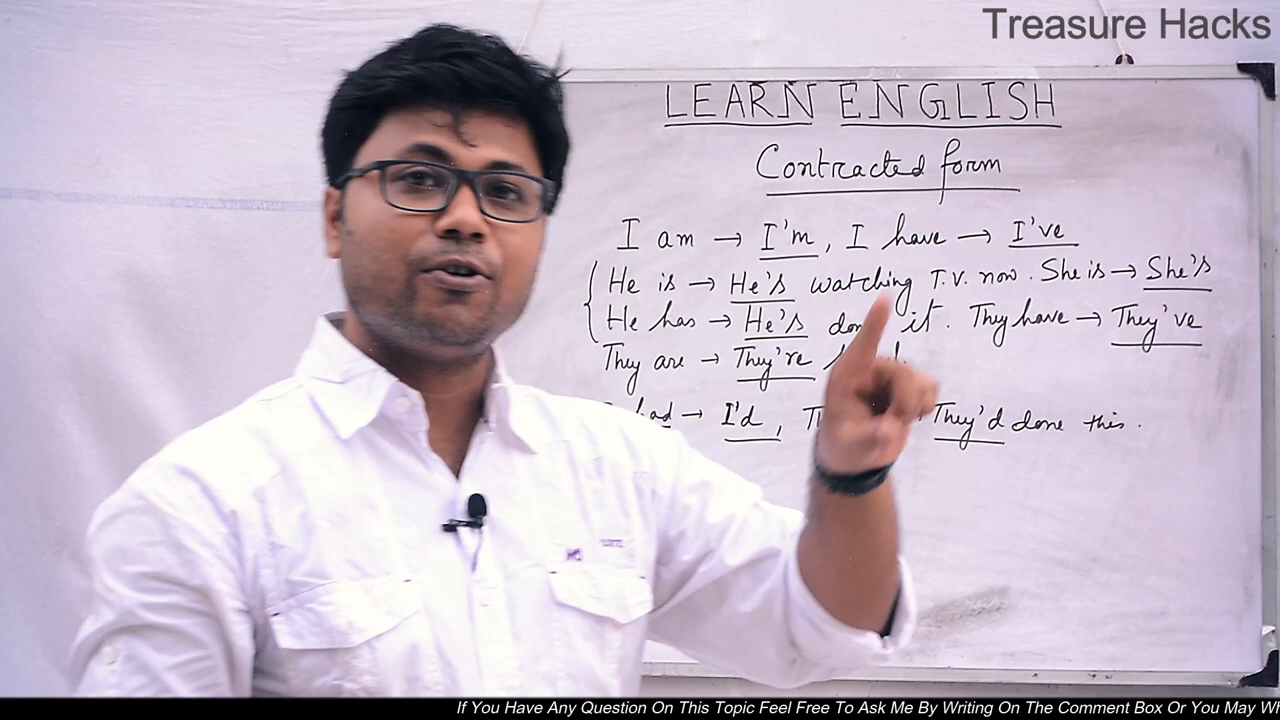 Treasure Hacks
LEARN ENGLISH
Contracted form
I am → I'm, I have → I've
He is → He's watching T.V. now. She is → She's
He has → He's it. They have → They've
They are → They're
had → I'd, They'd done this.
If You Have Any Question On This Topic Feel Free To Ask Me By Writing On The Comment Box Or You May